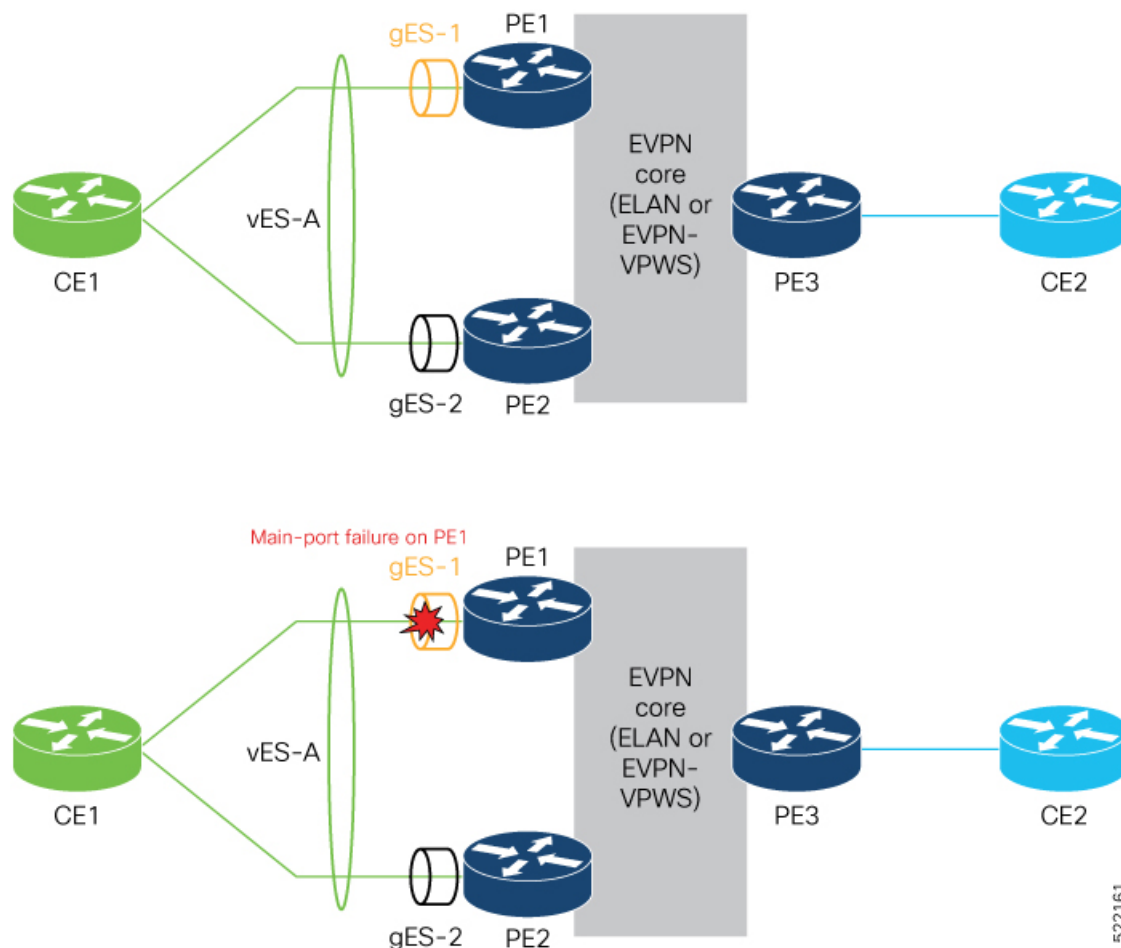 PE1
gES-1
EVPN
core
(ELAN or
EVPN-
VPWS)
vES-A
CE1
PE3
CE2
gES-2
PE2
Main-port failure on PE1
gES-1
PE1
EVPN
core
(ELAN or
EVPN-
VPWS)
vES-A
CE1
PE3
CE2
gES-2
PE2
522161